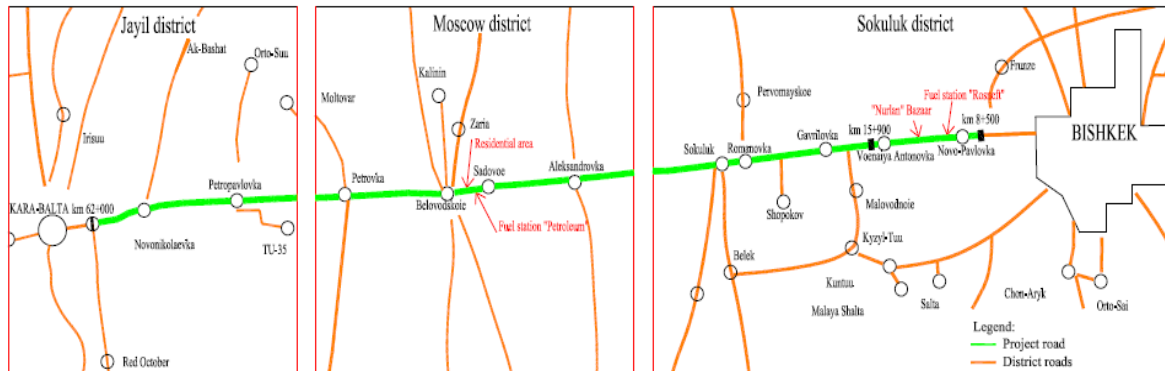 Jayil district
Ak-Bashat
Orto-Suu
Irisuu
Petropavlovka
KARA-BALTA km 62+000
Novonikolaevka
TU-35
Red October
Moscow district
Kalinin
Moltovar
Zaria
Residential area
Sadovoe
Aleksandrovka
Petrovka
Belovodskoie
Fuel station "Petroleum"
Sokuluk district
Frunze
Pervomayskoe
Fuel station "Rosneft"
"Nurlan" Bazaar
km 15+900
km 8+500
BISHKEK
Gavrilovka
Sokuluk
Romanovka
Voenaiya Antonovka
Novo-Pavlovka
Shopokov
Malovodnoie
Kyzyl-Tuu
Belek
Kuntuu
Salta
Malaya Shalta
Chon-Aryk
Orto-Sai
Legend:
Project road
District roads